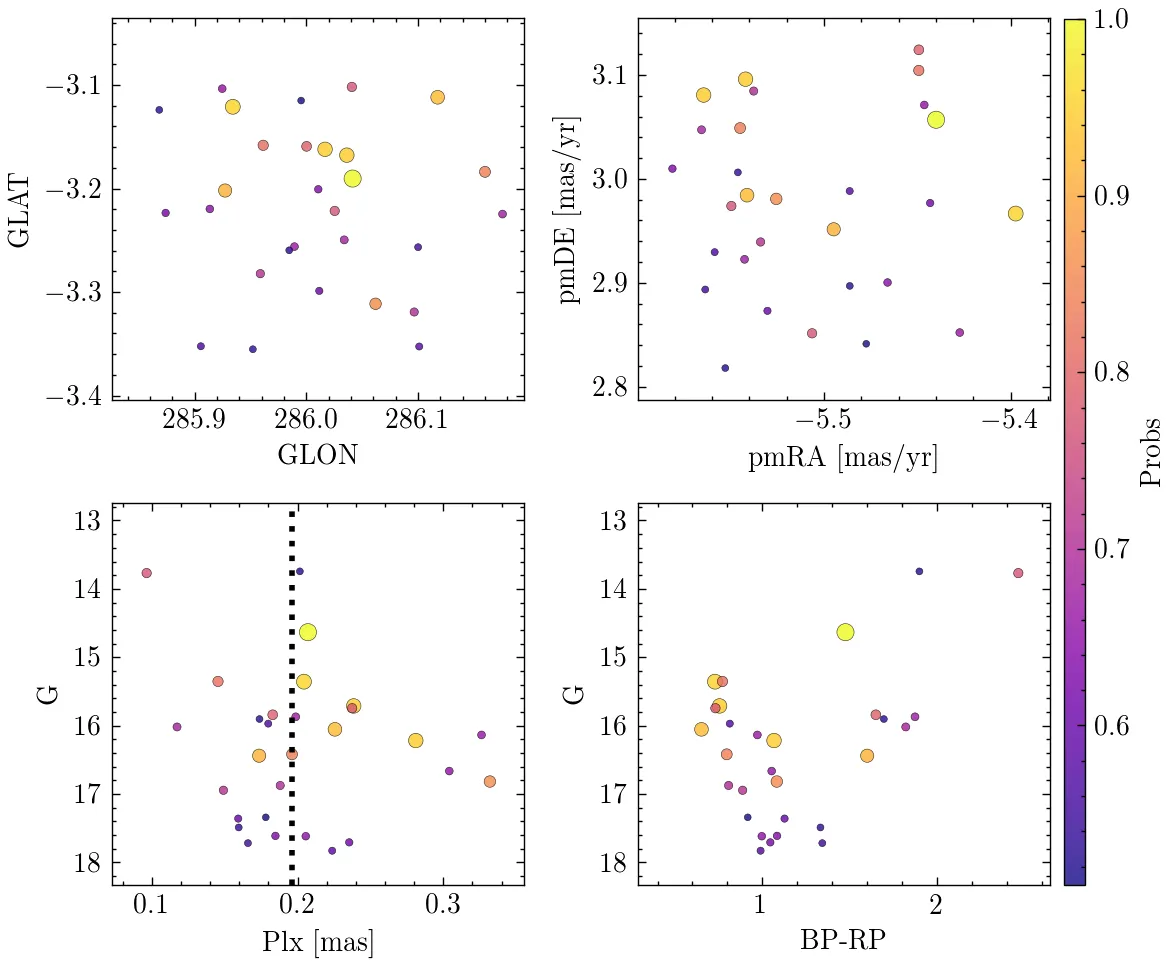 −3.1
−3.2
−3.3
−3.4
GLAT
285.9 286.0 286.1
GLON
3.1
3.0
2.9
2.8
pmDE [mas/yr]
−5.5 −5.4
pmRA [mas/yr]
13
14
15
16
17
18
G
0.1 0.2 0.3
Plx [mas]
13
14
15
16
17
18
G
1 2
BP-RP
1.0
0.9
0.8
0.7
0.6
Probs